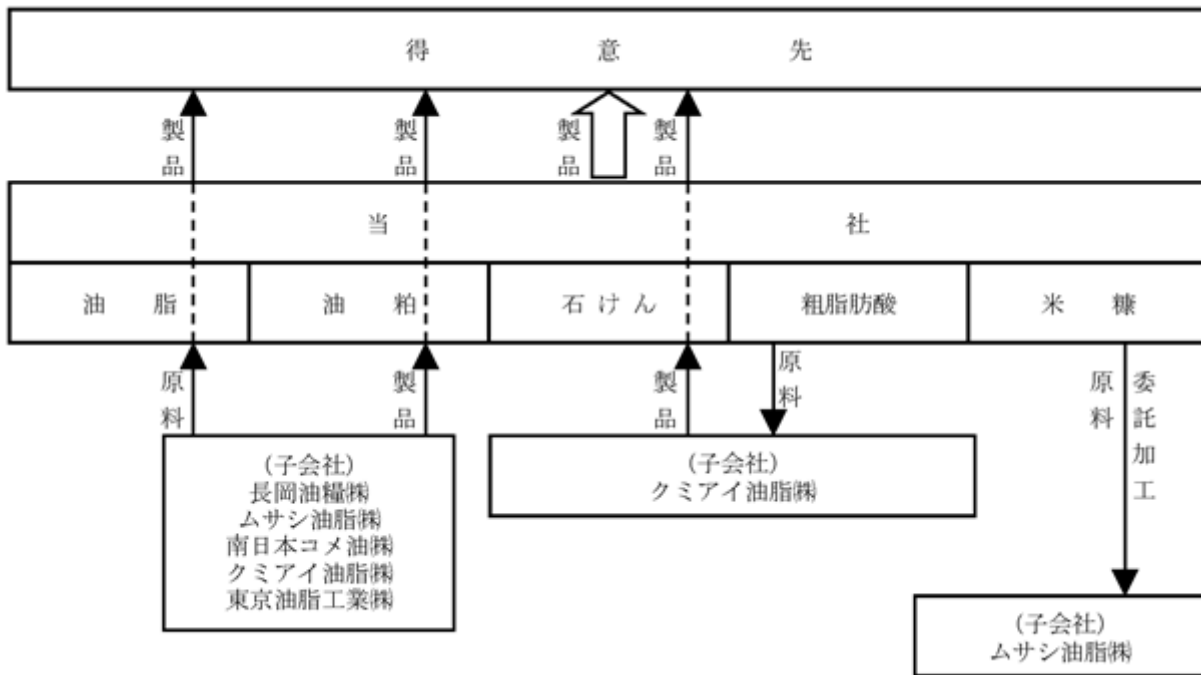 得意先
製品
製品
製品
製品
当社
油脂
油粕
石けん
粗脂肪酸
米糠
原料
製品
製品
原料
原料
委託加工
(子会社)
長岡油糧㈱
ムサシ油脂㈱
南日本コメ油㈱
クミアイ油脂㈱
東京油脂工業㈱
(子会社)
クミアイ油脂㈱
(子会社)
ムサシ油脂㈱